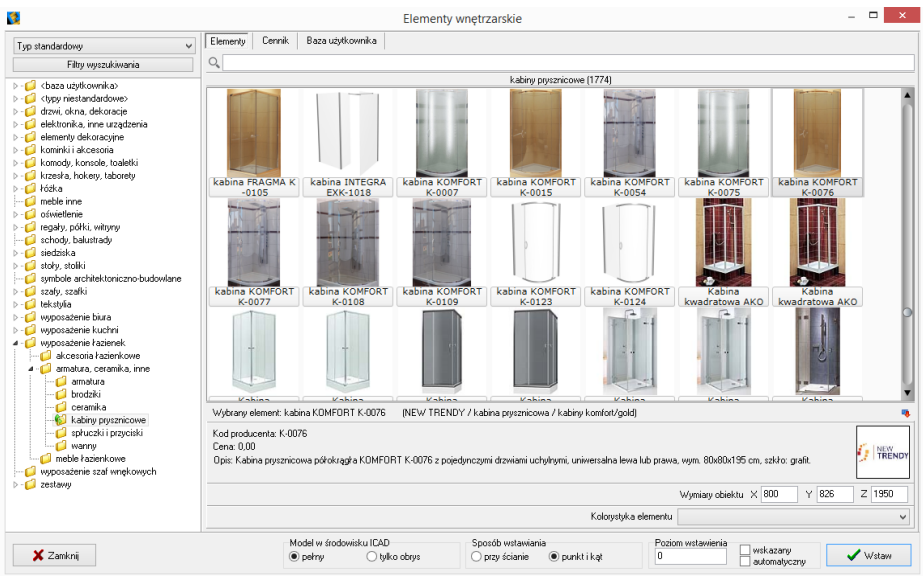 Elementy wnętrzarskie
Typ standardowy
Filtry wyszukiwania
<baza użytkownika>
<typy niestandardowe>
drzwi, okna, dekoracje
elektronika, inne urządzenia
elementy dekoracyjne
kominki i akcesoria
komody, konsole, toaletki
krzesła, hokery, taborety
łóżka
meble inne
oświetlenie
regały, półki, witryny
schody, balustrady
siedziska
stoły, stoliki
symbole architektoniczno-budowlane
szafy, szafki
tekstylia
wyposażenie biura
wyposażenie kuchni
wyposażenie łazienek
akcesoria łazienkowe
armatura, ceramika, inne
armatura
brodziki
ceramika
kabiny prysznicowe
spłuczki i przyciski
wanny
meble łazienkowe
wyposażenie szaf wnękowych
zestawy
Elementy Cennik Baza użytkownika
kabiny prysznicowe (1774)
kabina FRAGMA K
-0105
kabina INTEGRA
EXK-1018
kabina KOMFORT
K-0007
kabina KOMFORT
K-0015
kabina KOMFORT
K-0054
kabina KOMFORT
K-0075
kabina KOMFORT
K-0076
kabina KOMFORT
K-0077
kabina KOMFORT
K-0108
kabina KOMFORT
K-0109
kabina KOMFORT
K-0123
kabina KOMFORT
K-0124
Kabina
kwadratowa AKO
Kabina
kwadratowa AKO
Kabina Kabina Kabina Kabina Kabina Kabina Kabina
Wybrany element: kabina KOMFORT K-0076 (NEW TRENDY / kabina prysznicowa / kabiny komfort/gold)
Kod producenta: K-0076
Cena: 0,00
Opis: Kabina prysznicowa półokrągła KOMFORT K-0076 z pojedynczymi drzwiami uchylnymi, uniwersalna lewa lub prawa, wym. 80x80x195 cm, szkło: grafit.
NEW
TRENDY
Wymiary obiektu X 800 Y 826 Z 1950
Kolorystyka elementu
Zamknij
Model w środowisku ICAD
pełny tylko obrys
Sposób wstawiania
przy ścianie punkt i kąt
Poziom wstawienia
0
wskazany
automatyczny
Wstaw